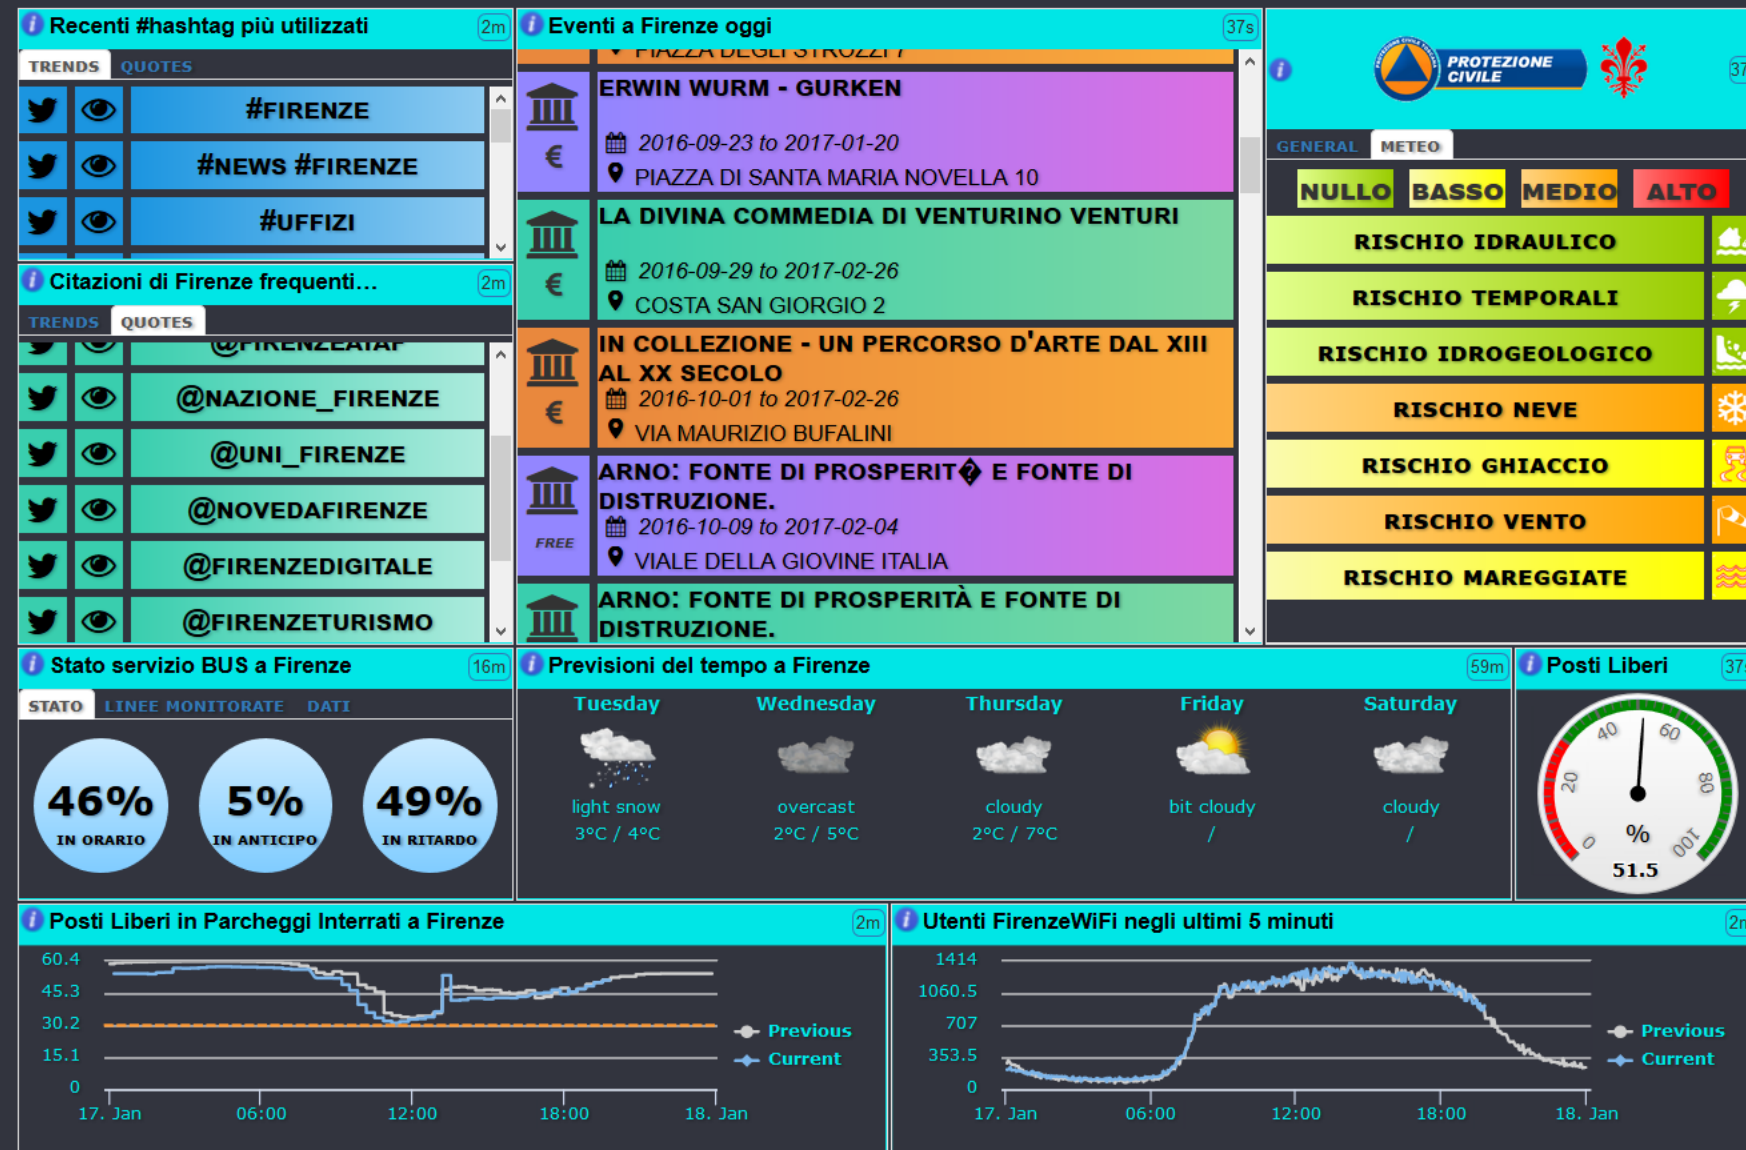 Recenti #hashtag più utilizzati
2m
TRENDS QUOTES
#FIRENZE
#NEWS #FIRENZE
#UFFIZI
Citazioni di Firenze frequenti...
2m
TRENDS QUOTES
@FIRENZEATAF
@NAZIONE_FIRENZE
@UNI_FIRENZE
@NOVEDAFIRENZE
@FIRENZEDIGITALE
@FIRENZETURISMO
Eventi a Firenze oggi
37s
PIAZZA DEGLI STROZZI 7
ERWIN WURM - GURKEN
€
2016-09-23 to 2017-01-20
PIAZZA DI SANTA MARIA NOVELLA 10
LA DIVINA COMMEDIA DI VENTURINO VENTURI
€
2016-09-29 to 2017-02-26
COSTA SAN GIORGIO 2
IN COLLEZIONE - UN PERCORSO D'ARTE DAL XIII
AL XX SECOLO
€
2016-10-01 to 2017-02-26
VIA MAURIZIO BUFALINI
ARNO: FONTE DI PROSPERIT� E FONTE DI
DISTRUZIONE.
FREE
2016-10-09 to 2017-02-04
VIALE DELLA GIOVINE ITALIA
ARNO: FONTE DI PROSPERITÀ E FONTE DI
DISTRUZIONE.
PROTEZIONE
CIVILE
37
GENERAL METEO
NULLO BASSO MEDIO ALTO
RISCHIO IDRAULICO
RISCHIO TEMPORALI
RISCHIO IDROGEOLOGICO
RISCHIO NEVE
RISCHIO GHIACCIO
RISCHIO VENTO
RISCHIO MAREGGIATE
Stato servizio BUS a Firenze
16m
STATO LINEE MONITORATE DATI
46% 5% 49%
IN ORARIO IN ANTICIPO IN RITARDO
Previsioni del tempo a Firenze
59m
Tuesday Wednesday Thursday Friday Saturday
light snow overcast cloudy bit cloudy cloudy
3°C / 4°C 2°C / 5°C 2°C / 7°C / /
Posti Liberi
37s
0 20 40 60 80 100
%
51.5
Posti Liberi in Parcheggi Interrati a Firenze
2m
60.4
45.3
30.2
15.1
0
17. Jan 06:00 12:00 18:00 18. Jan
Previous
Current
Utenti FirenzeWiFi negli ultimi 5 minuti
2m
1414
1060.5
707
353.5
0
17. Jan 06:00 12:00 18:00 18. Jan
Previous
Current